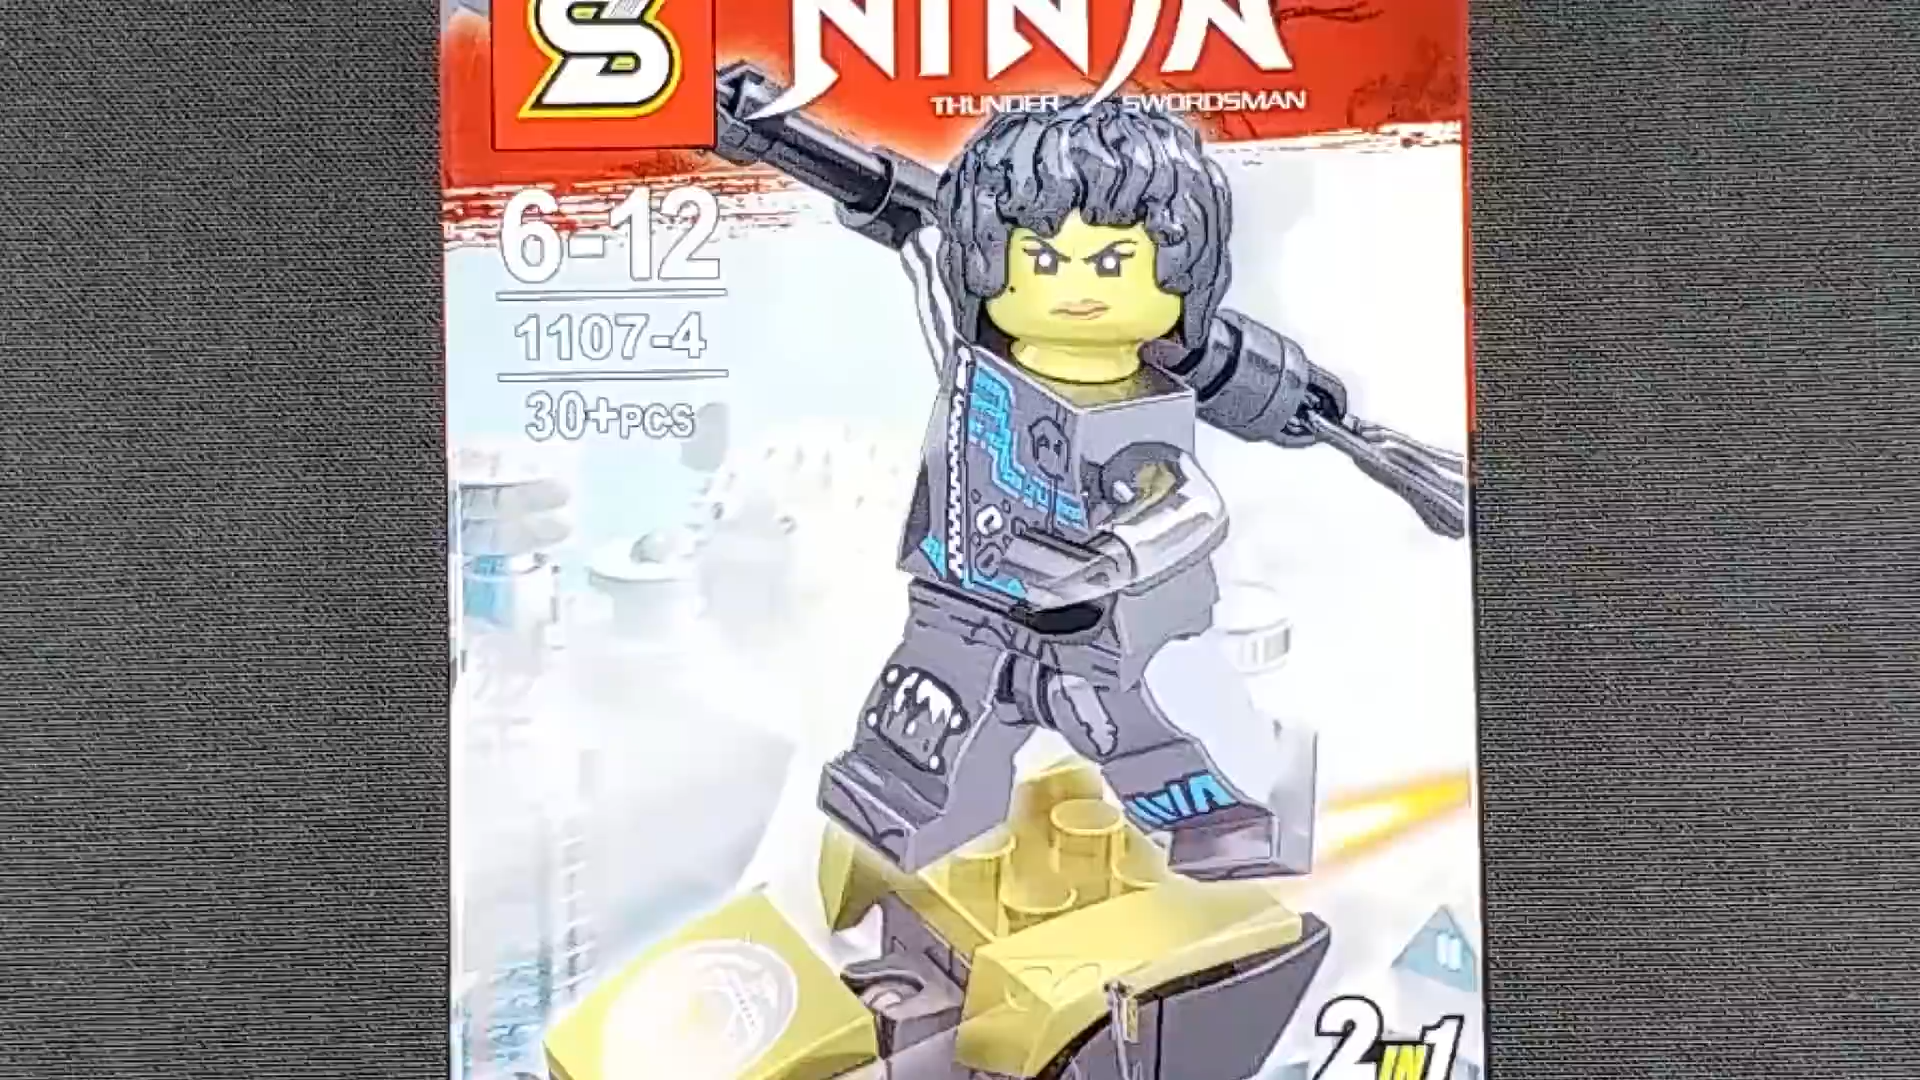 S
NINJA
THUNDER SWORDSMAN
6-12
1107-4
30+PCS
2 IN 1